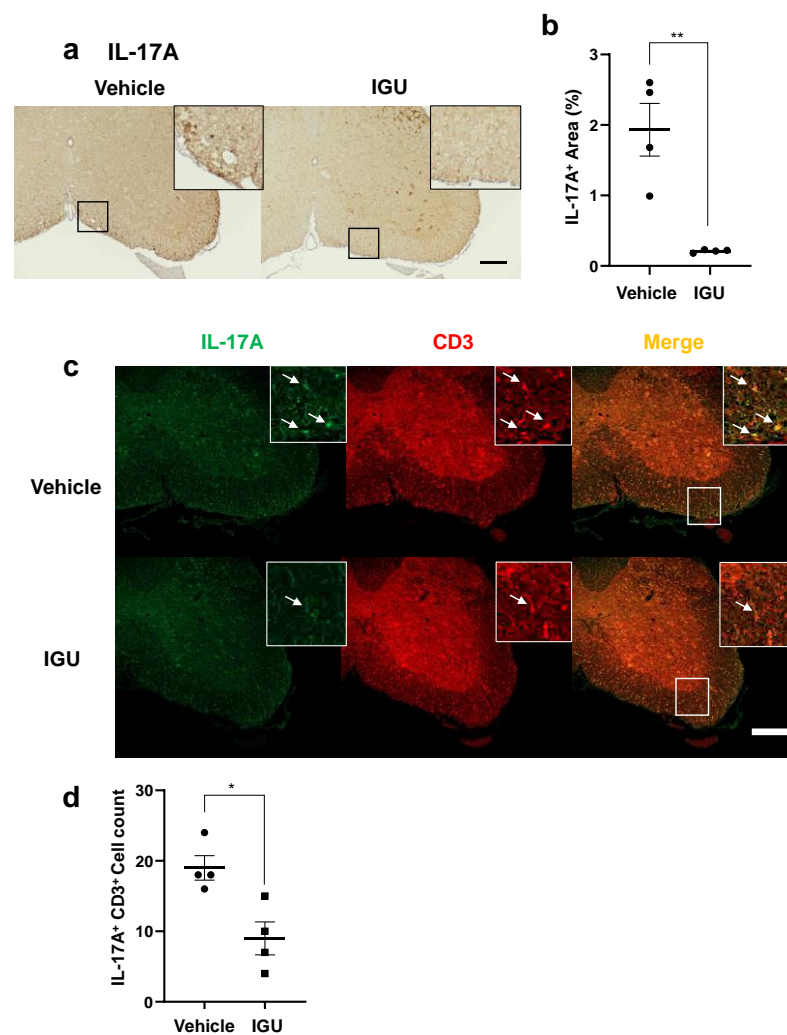 a IL-17A
Vehicle IGU
b
**
IL-17A⁺ Area (%)
3
2
1
0
Vehicle IGU
c
IL-17A CD3 Merge
Vehicle
IGU
d
*
IL-17A⁺ CD3⁺ Cell count
30
20
10
0
Vehicle IGU